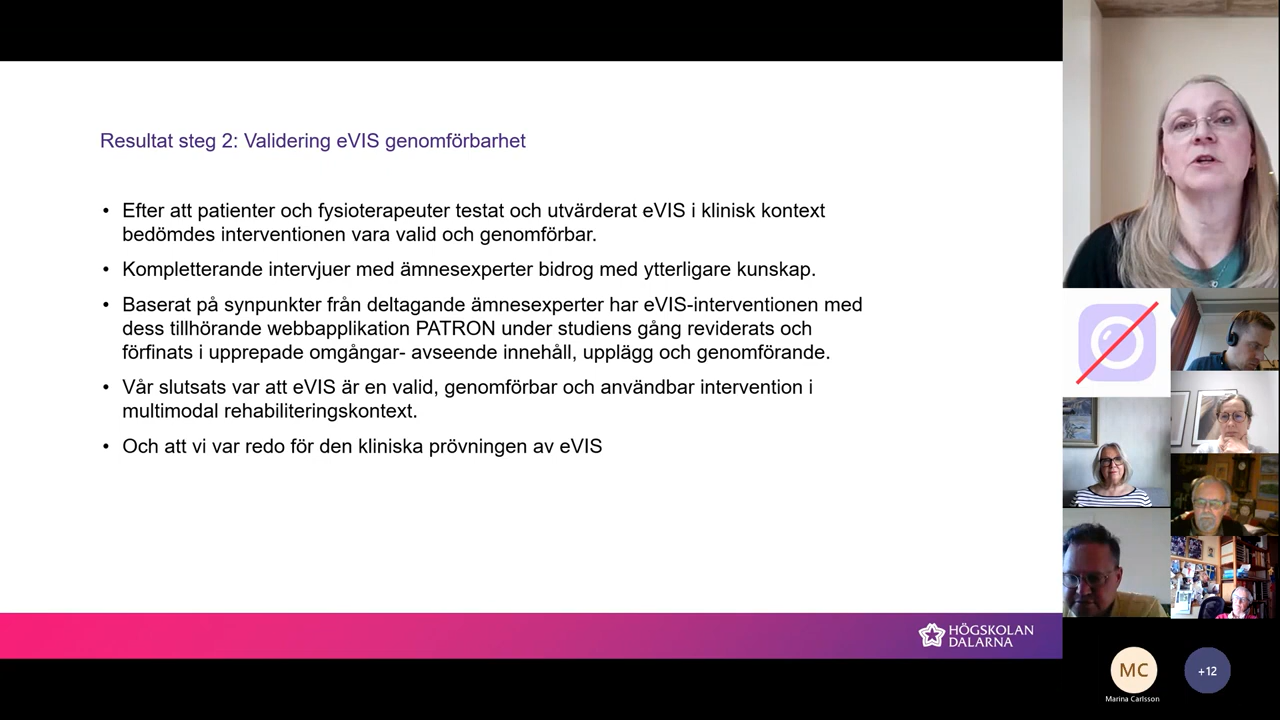 Resultat steg 2: Validering eVIS genomförbarhet
• Efter att patienter och fysioterapeuter testat och utvärderat eVIS i klinisk kontext
bedömdes interventionen vara valid och genomförbar.
• Kompletterande intervjuer med ämnesexperter bidrog med ytterligare kunskap.
• Baserat på synpunkter från deltagande ämnesexperter har eVIS-interventionen med
dess tillhörande webbapplikation PATRON under studiens gång reviderats och
förfinats i upprepade omgångar- avseende innehåll, upplägg och genomförande.
• Vår slutsats var att eVIS är en valid, genomförbar och användbar intervention i
multimodal rehabiliteringskontext.
• Och att vi var redo för den kliniska prövningen av eVIS
HÖGSKOLAN
DALARNA
MC
+12
Marina Carlsson